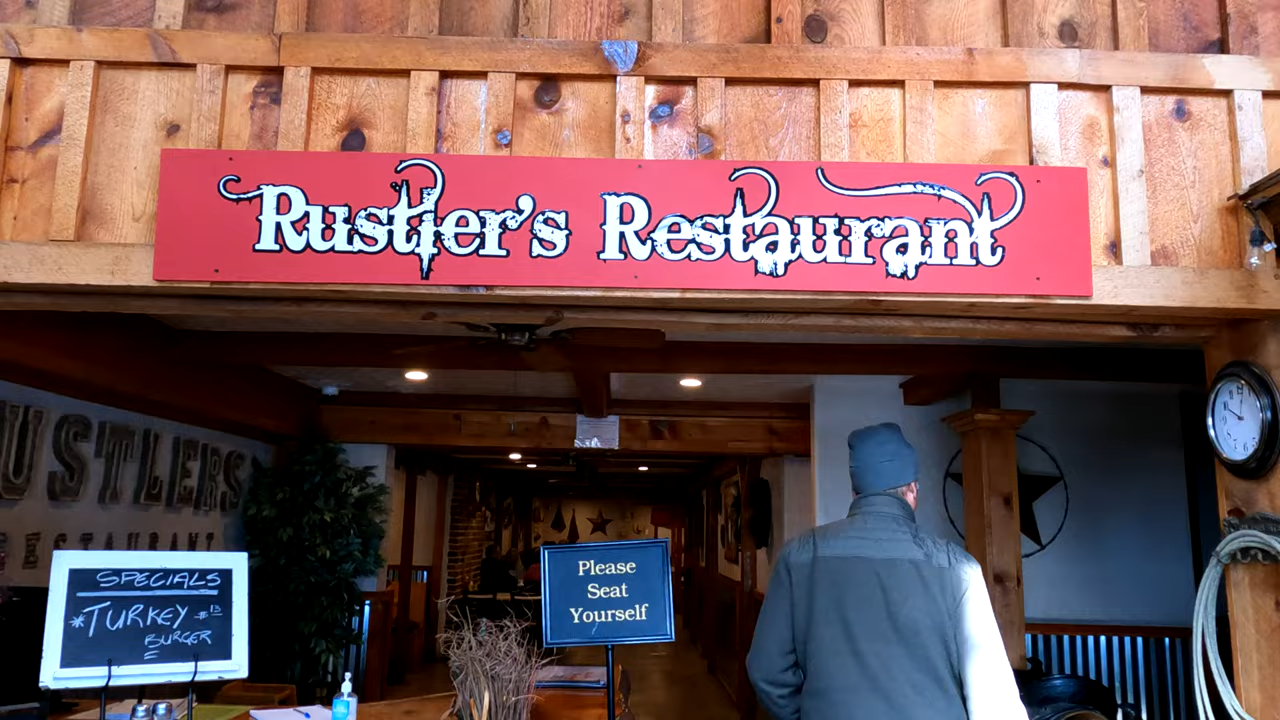 Rustler's Restaurant
USTLERS
RESTAURANT
SPECIALS
*TURKEY $13
BURGER
Please
Seat
Yourself